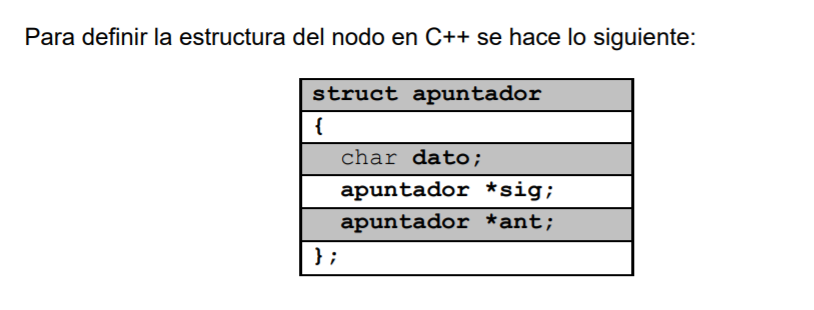 Para definir la estructura del nodo en C++ se hace lo siguiente:
struct apuntador
{
char dato;
apuntador *sig;
apuntador *ant;
};